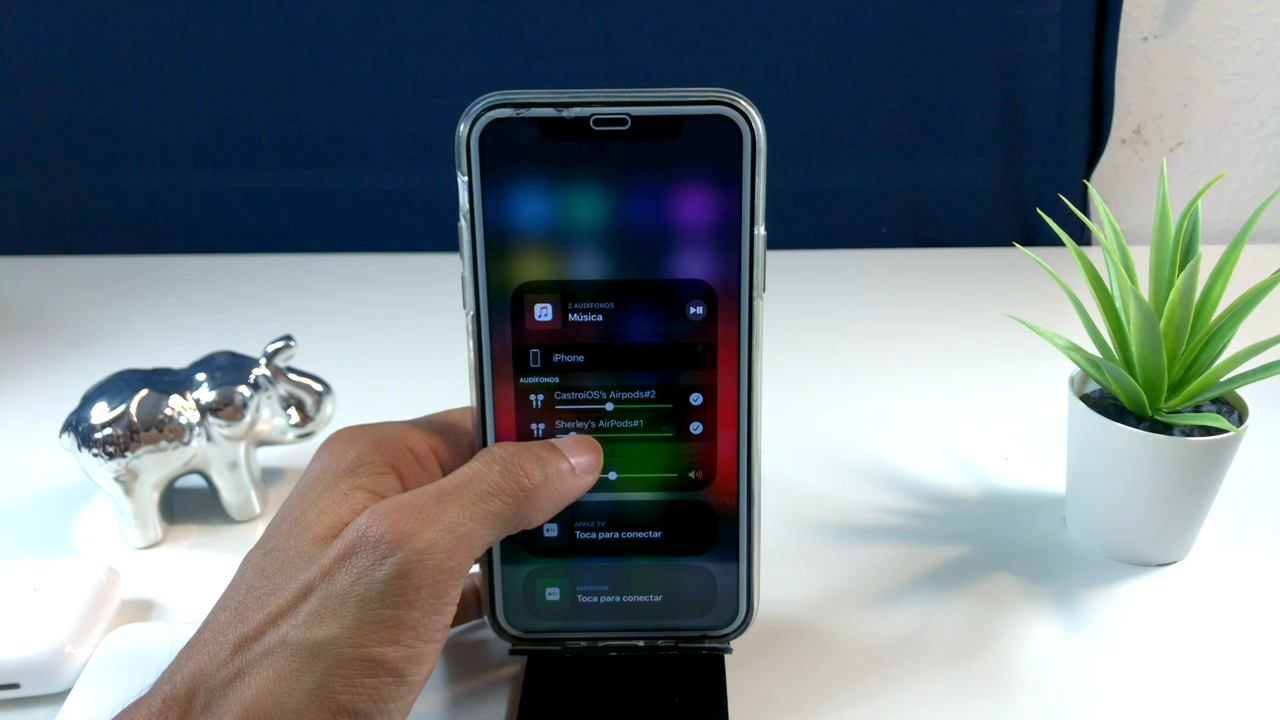 2 AUDÍFONOS
Música
iPhone
AUDÍFONOS
CastroiOS's Airpods#2
Sherley's AirPods#1
APPLE TV
Toca para conectar
BEDROOM
Toca para conectar